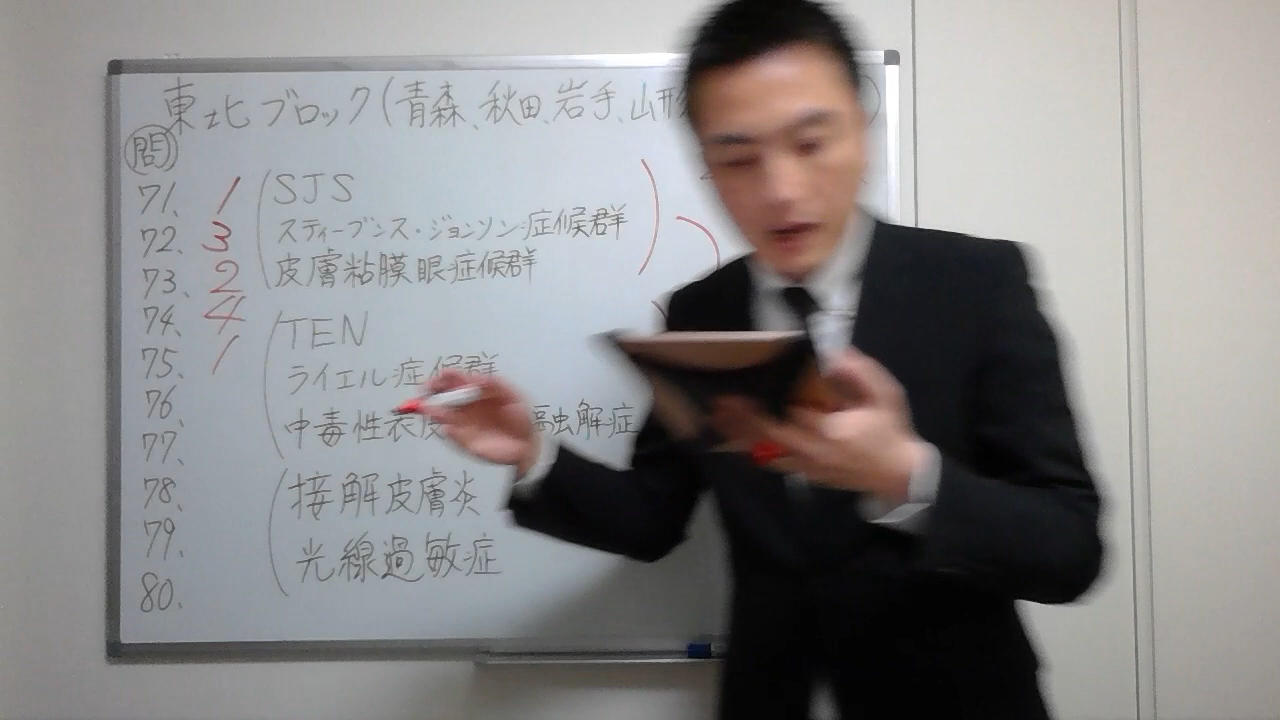 東北ブロック(青森、秋田、岩手、山形
問
71. 1
72. 3
73. 2
74. 4
75. 1
76.
77.
78.
79.
80.
SJS
スティーブンス・ジョンソン症候群
皮膚粘膜眼症候群
TEN
ライエル症候群
中毒性表皮 融解症
接解皮膚炎
光線過敏症